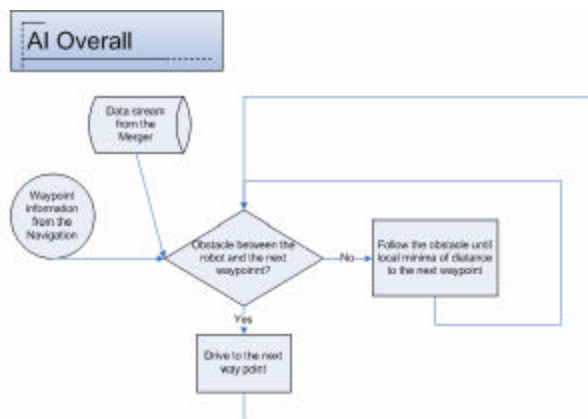 AI Overall
Data stream
from the
Merger
Waypoint
information
from the
Navigation
Obstacle between the
robot and the next
waypoinnt?
No
Follow the obstacle until
local minima of distance
to the next waypoint
Yes
Drive to the next
way point